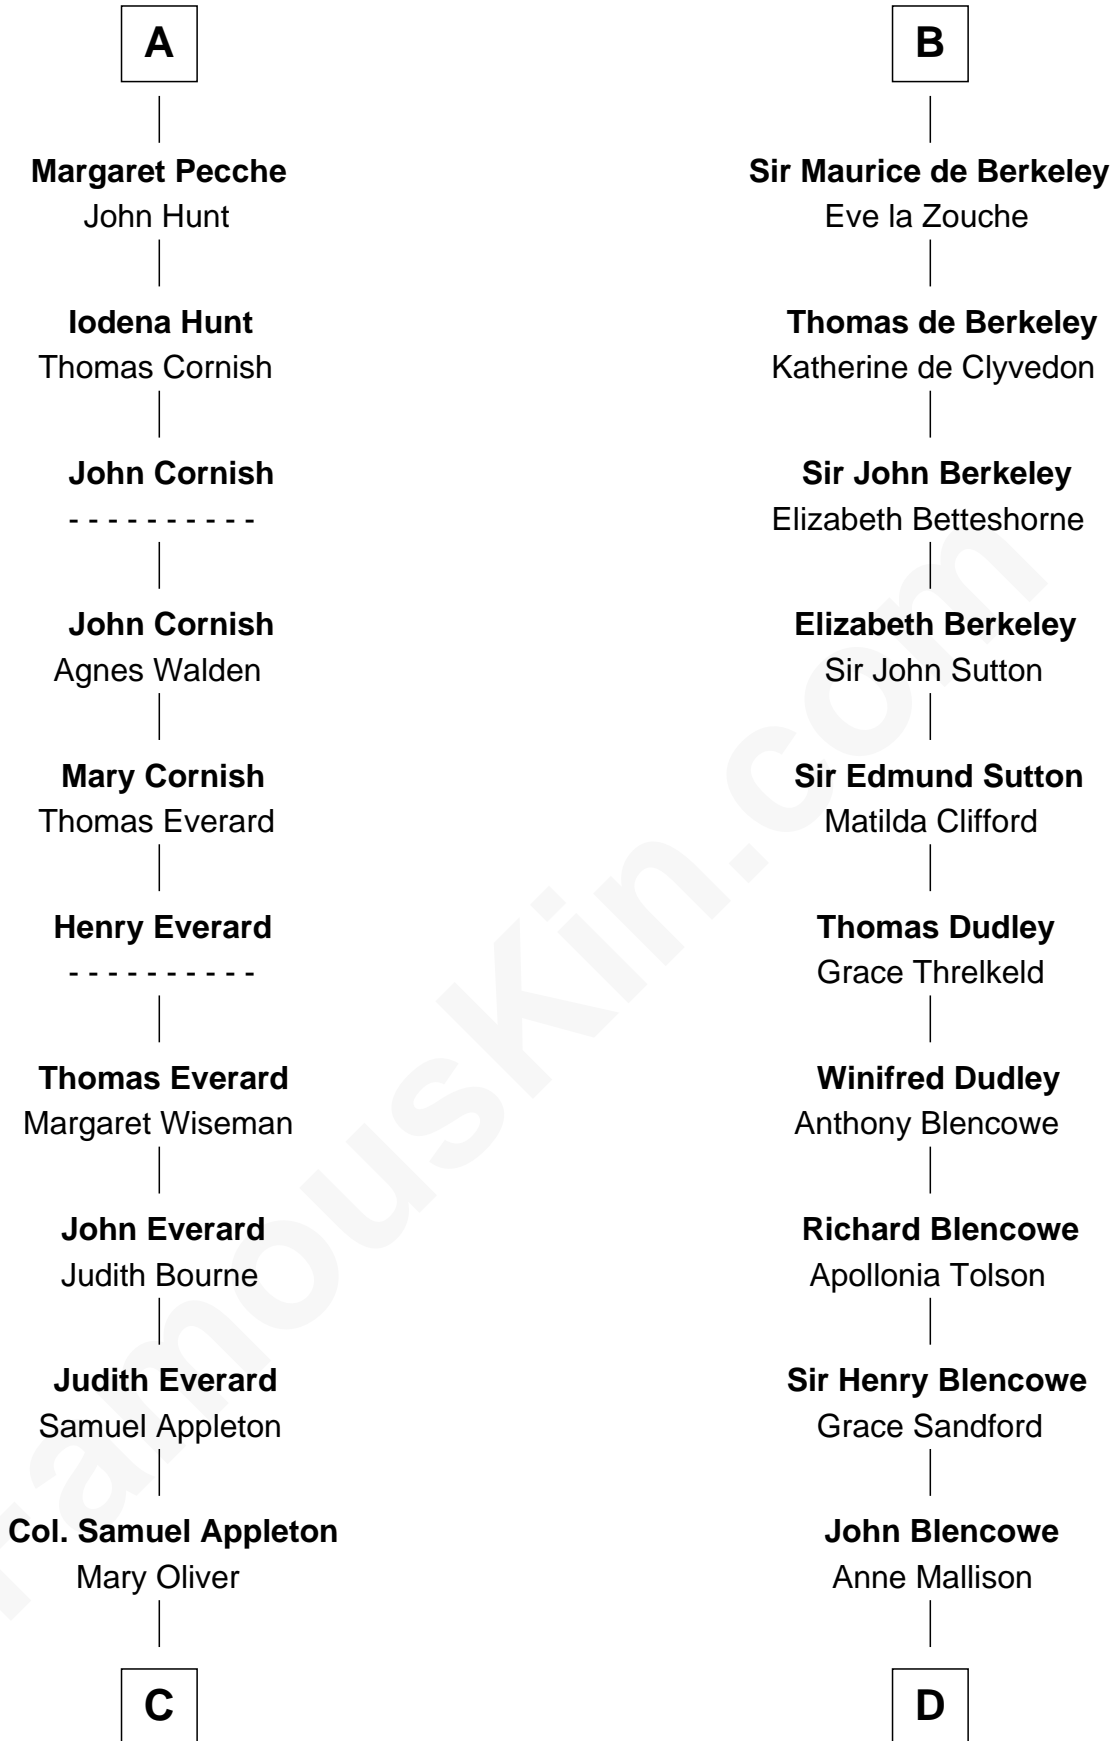 A
Margaret Pecche
John Hunt
Iodena Hunt
Thomas Cornish
John Cornish
- - - - - - - - - -
John Cornish
Agnes Walden
Mary Cornish
Thomas Everard
Henry Everard
- - - - - - - - - -
Thomas Everard
Margaret Wiseman
John Everard
Judith Bourne
Judith Everard
Samuel Appleton
Col. Samuel Appleton
Mary Oliver
C
B
Sir Maurice de Berkeley
Eve la Zouche
Thomas de Berkeley
Katherine de Clyvedon
Sir John Berkeley
Elizabeth Betteshorne
Elizabeth Berkeley
Sir John Sutton
Sir Edmund Sutton
Matilda Clifford
Thomas Dudley
Grace Threlkeld
Winifred Dudley
Anthony Blencowe
Richard Blencowe
Apollonia Tolson
Sir Henry Blencowe
Grace Sandford
John Blencowe
Anne Mallison
D
FamousKin.com